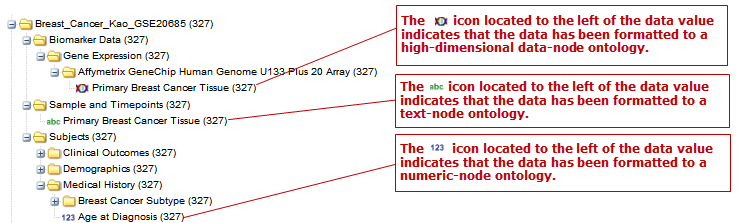 Breast_Cancer_Kao_GSE20685 (327)
Biomarker Data (327)
Gene Expression (327)
Affymetrix GeneChip Human Genome U133 Plus 20 Array (327)
Primary Breast Cancer Tissue (327)
Sample and Timepoints (327)
abc Primary Breast Cancer Tissue (327)
Subjects (327)
Clinical Outcomes (327)
Demographics (327)
Medical History (327)
Breast Cancer Subtype (327)
123 Age at Diagnosis (327)
The icon located to the left of the data value
indicates that the data has been formatted to a
high-dimensional data-node ontology.
The abc icon located to the left of the data value
indicates that the data has been formatted to a
text-node ontology.
The 123 icon located to the left of the data value
indicates that the data has been formatted to a
numeric-node ontology.